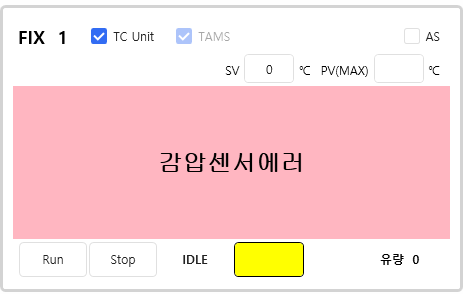 FIX 1 TC Unit TAMS AS
SV 0 ℃ PV(MAX) ℃
감압센서에러
Run Stop IDLE 유량 0